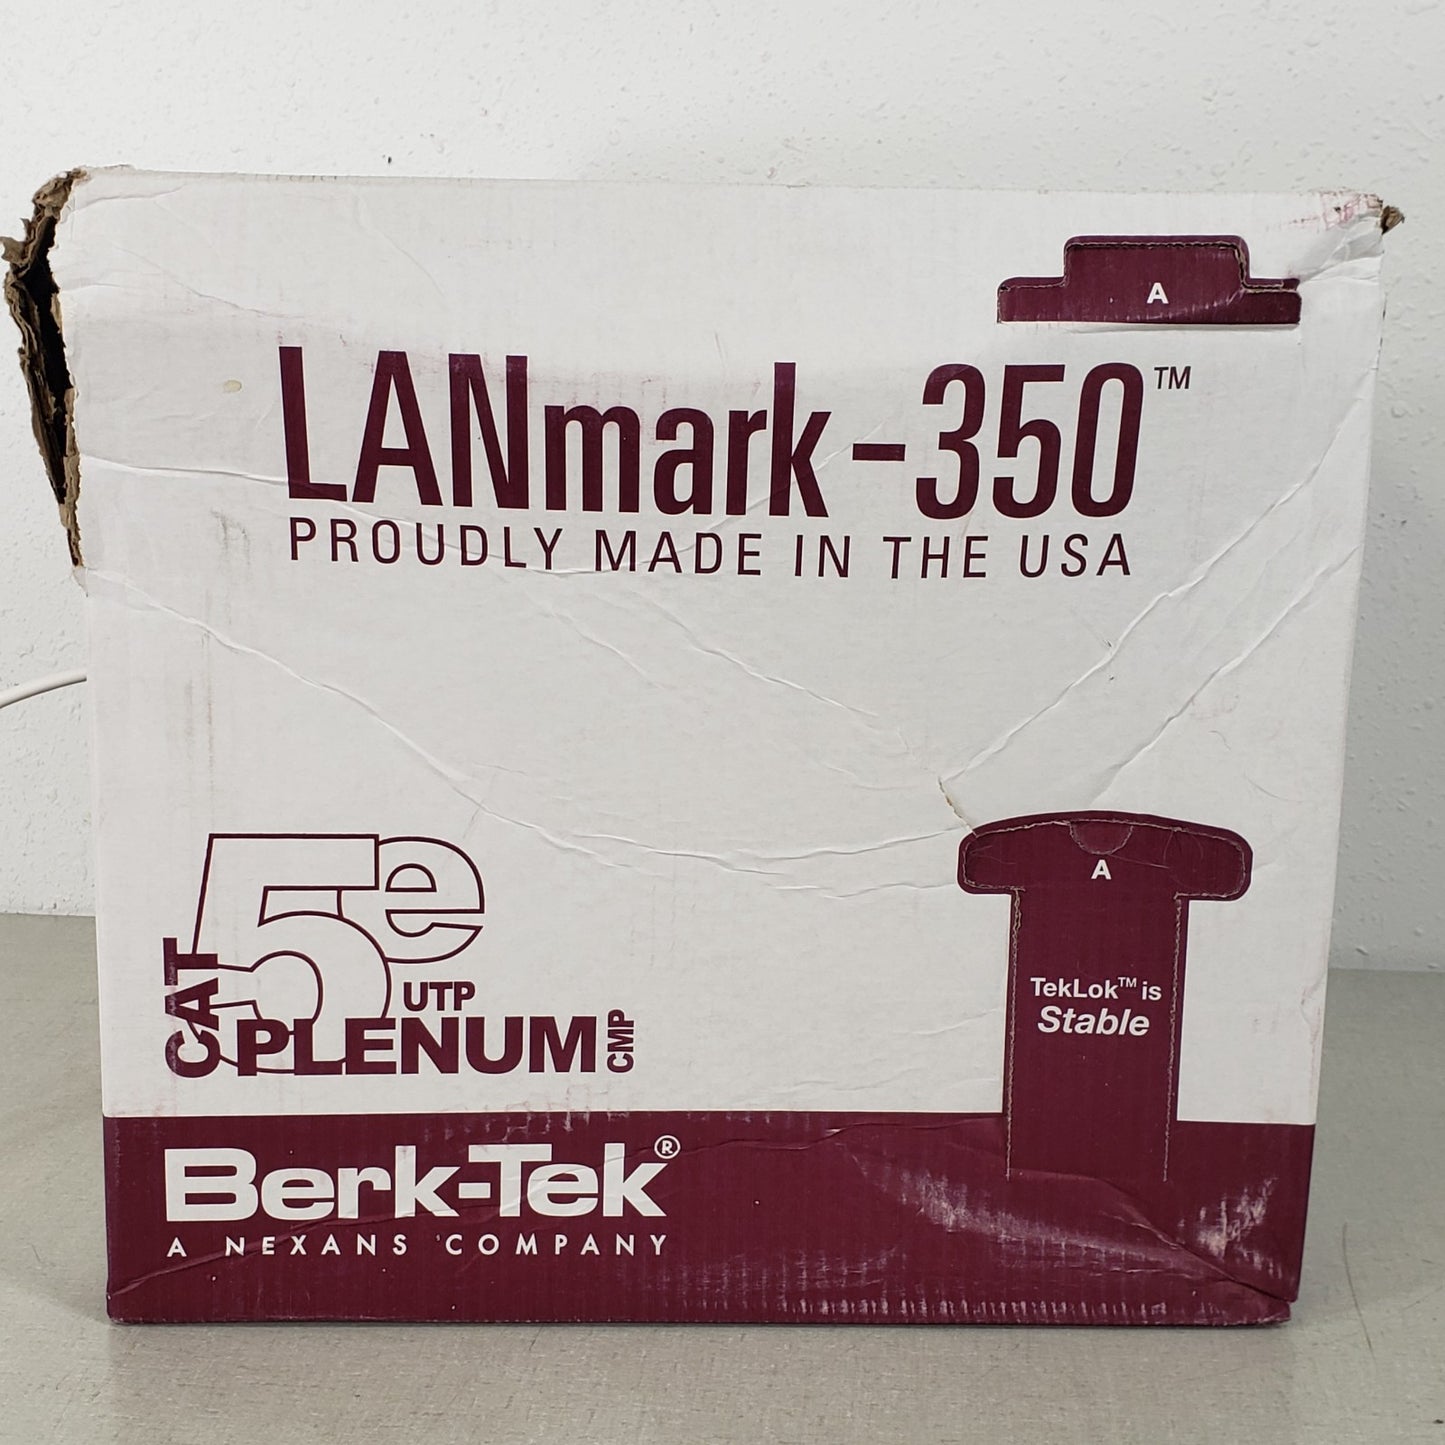 A
LANmark-350™
PROUDLY MADE IN THE USA
A
CAT 5e
UTP
PLENUM CMP
TekLok™ is
Stable
Berk-Tek®
A NEXANS COMPANY